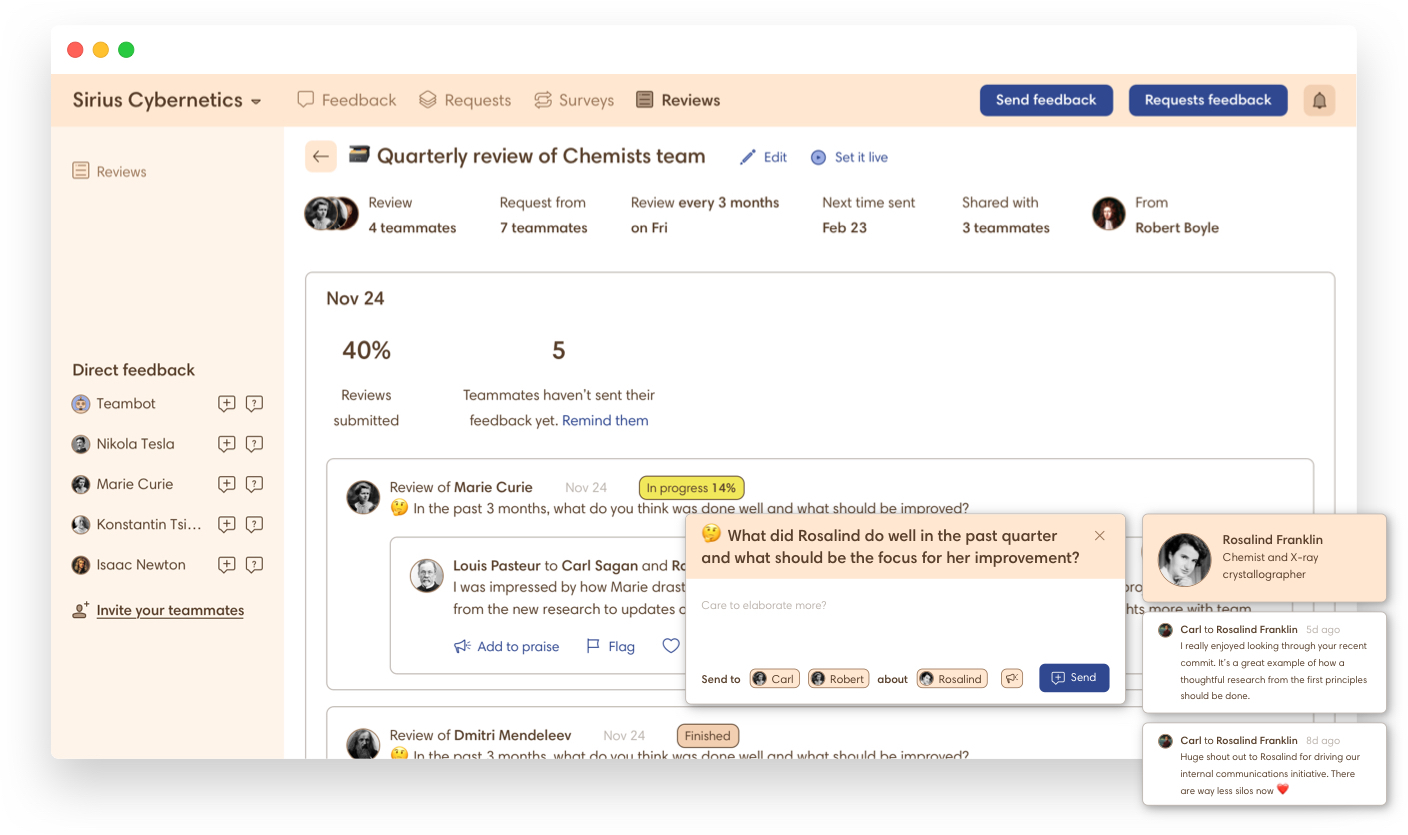 Sirius Cybernetics
Feedback
Requests
Surveys
Reviews
Send feedback
Requests feedback
Reviews
Direct feedback
Teambot
Nikola Tesla
Marie Curie
Konstantin Tsi...
Isaac Newton
Invite your teammates
Quarterly review of Chemists team
Edit
Set it live
Review
4 teammates
Request from
7 teammates
Review every 3 months
on Fri
Next time sent
Feb 23
Shared with
3 teammates
From
Robert Boyle
Nov 24
40%
Reviews
submitted
5
Teammates haven't sent their
feedback yet. Remind them
Review of Marie Curie Nov 24 In progress 14%
🤔 In the past 3 months, what do you think was done well and what should be improved?
Louis Pasteur to Carl Sagan and
I was impressed by how Marie
from the new research to updates
more with team
Add to praise
Flag
Review of Dmitri Mendeleev Nov 24 Finished
🤔 In the past 3 months, what do you think was done well and what should be improved?
🤔 What did Rosalind do well in the past quarter
and what should be the focus for her improvement?
Care to elaborate more?
Send to Carl Robert about Rosalind
Send
Rosalind Franklin
Chemist and X-ray
crystallographer
Carl to Rosalind Franklin 5d ago
I really enjoyed looking through your recent
commit. It's a great example of how a
thoughtful research from the first principles
should be done.
Carl to Rosalind Franklin 8d ago
Huge shout out to Rosalind for driving our
internal communications initiative. There
are way less silos now ❤️